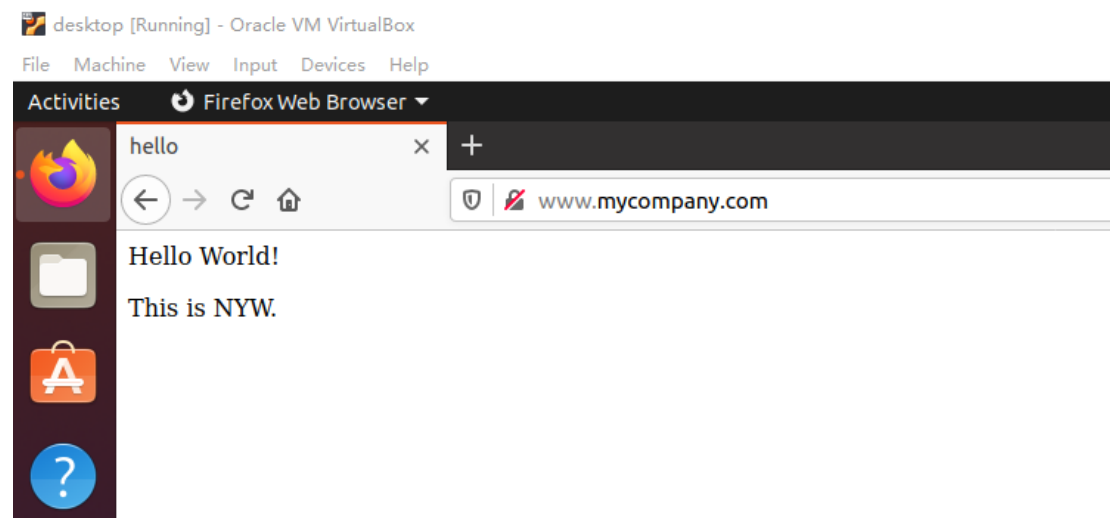 desktop [Running] - Oracle VM VirtualBox
File Machine View Input Devices Help
Activities Firefox Web Browser
hello
www.mycompany.com
Hello World!
This is NYW.